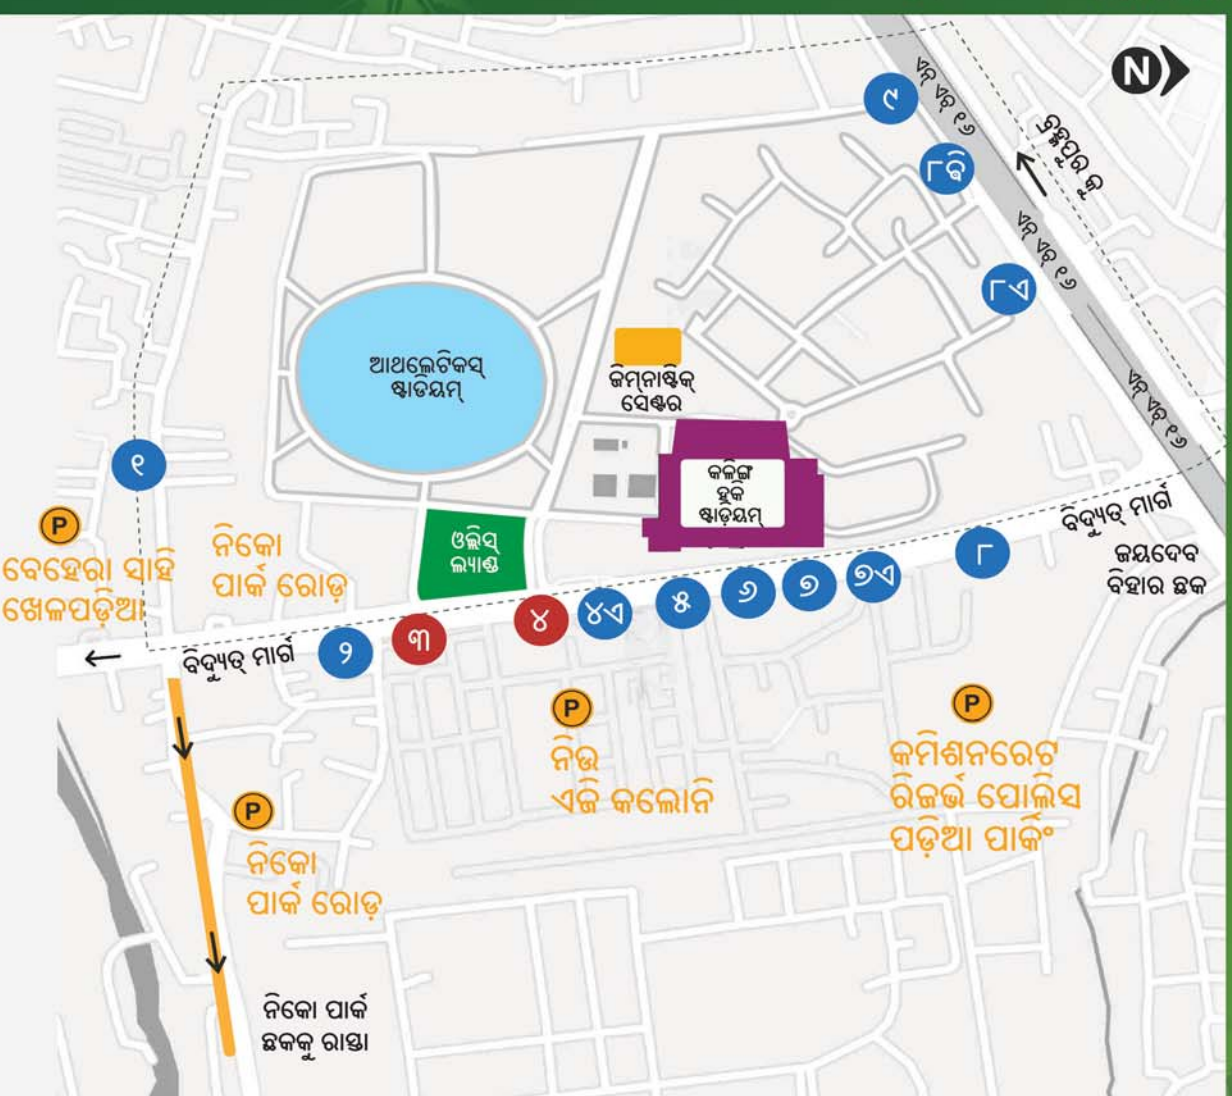 N
୯
ଏନ୍ ଏଚ୍ ୧୬
୮ବି
ବ୍ରହ୍ମପୁର କୁ
ଏନ୍ ଏଚ୍ ୧୬
୮ଏ
ଆଥଲେଟିକସ୍
ଷ୍ଟାଡିୟମ୍
ଜିମ୍ନାଷ୍ଟିକ୍
ସେଣ୍ଟର
ଏନ୍ ଏଚ୍ ୧୬
୧
କଳିଙ୍ଗ
ହକି
ଷ୍ଟାଡ଼ିୟମ୍
ବିଦ୍ୟୁତ୍ ମାର୍ଗ
ଜୟଦେବ
ବିହାର ଛକ
P
ବେହେରା ସାହି
ଖେଳପଡ଼ିଆ
ନିକୋ
ପାର୍କ ରୋଡ଼
ଓଲିସ୍
ଲ୍ୟାଣ୍ଡ
୮
୭ଏ
୭
୬
୫
୪ଏ
୪
୩
୨
ବିଦ୍ୟୁତ୍ ମାର୍ଗ
P
ନିଉ
ଏଜି କଲୋନି
P
କମିଶନରେଟ
ରିଜର୍ଭ ପୋଲିସ
ପଡ଼ିଆ ପାର୍କିଂ
P
ନିକୋ
ପାର୍କ ରୋଡ଼
ନିକୋ ପାର୍କ
ଛକକୁ ରାସ୍ତା